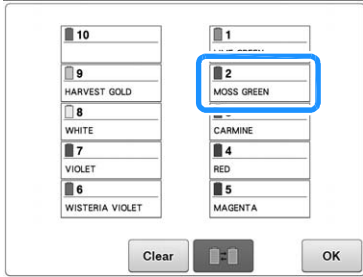 10
1
9
HARVEST GOLD
2
MOSS GREEN
8
WHITE
CARMINE
7
VIOLET
4
RED
6
WISTERIA VIOLET
5
MAGENTA
Clear
OK